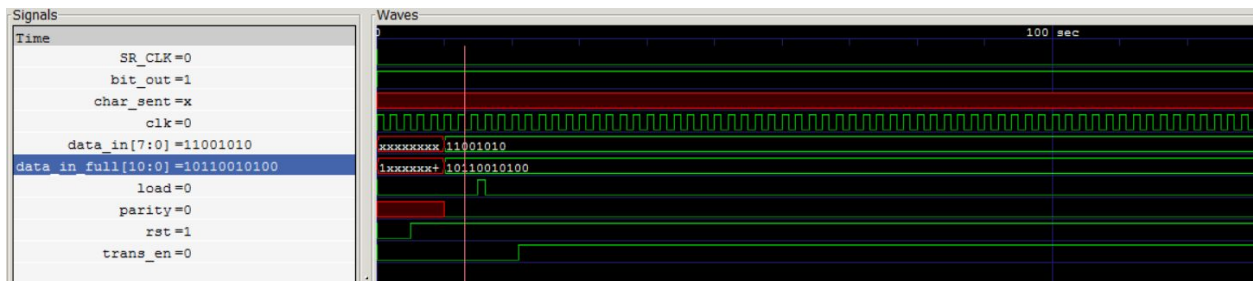 Signals
Waves
Time
0
100 sec
SR_CLK=0
bit_out=1
char_sent=x
clk=0
data_in[7:0]=11001010
xxxxxxxx 11001010
data_in_full[10:0]=10110010100
1xxxxxx+ 10110010100
load=0
parity=0
rst=1
trans_en=0